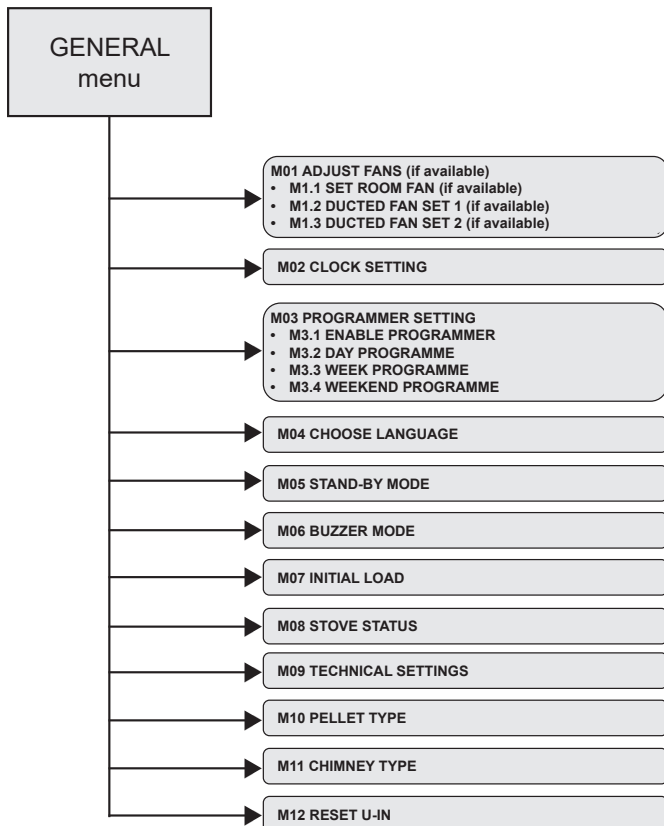 GENERAL
menu
M01 ADJUST FANS (if available)
• M1.1 SET ROOM FAN (if available)
• M1.2 DUCTED FAN SET 1 (if available)
• M1.3 DUCTED FAN SET 2 (if available)
M02 CLOCK SETTING
M03 PROGRAMMER SETTING
• M3.1 ENABLE PROGRAMMER
• M3.2 DAY PROGRAMME
• M3.3 WEEK PROGRAMME
• M3.4 WEEKEND PROGRAMME
M04 CHOOSE LANGUAGE
M05 STAND-BY MODE
M06 BUZZER MODE
M07 INITIAL LOAD
M08 STOVE STATUS
M09 TECHNICAL SETTINGS
M10 PELLET TYPE
M11 CHIMNEY TYPE
M12 RESET U-IN